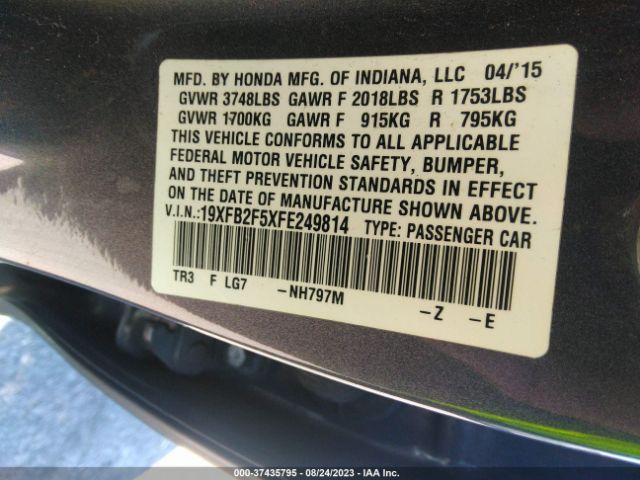 MFD. BY HONDA MFG. OF INDIANA, LLC 04/'15
GVWR 3748LBS GAWR F 2018LBS R 1753LBS
GVWR 1700KG GAWR F 915KG R 795KG
THIS VEHICLE CONFORMS TO ALL APPLICABLE
FEDERAL MOTOR VEHICLE SAFETY, BUMPER,
AND THEFT PREVENTION STANDARDS IN EFFECT
ON THE DATE OF MANUFACTURE SHOWN ABOVE.
V.I.N.:19XFB2F5XFE249814 TYPE: PASSENGER CAR
TR3 F LG7 -NH797M -Z -E
000-37435795 - 08/24/2023 - IAA Inc.